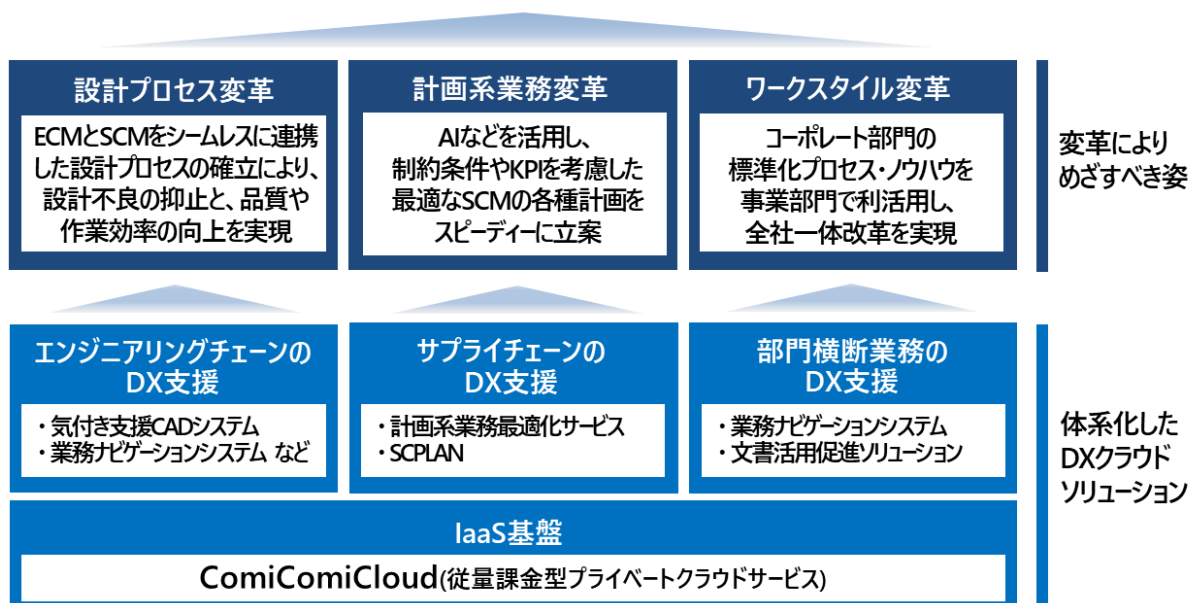 設計プロセス変革
ECMとSCMをシームレスに連携
した設計プロセスの確立により、
設計不良の抑止と、品質や
作業効率の向上を実現
計画系業務変革
AIなどを活用し、
制約条件やKPIを考慮した
最適なSCMの各種計画を
スピーディーに立案
ワークスタイル変革
コーポレート部門の
標準化プロセス・ノウハウを
事業部門で利活用し、
全社一体改革を実現
変革により
めざすべき姿
エンジニアリングチェーンの
DX支援
・気付き支援CADシステム
・業務ナビゲーションシステム など
サプライチェーンの
DX支援
・計画系業務最適化サービス
・SCPLAN
部門横断業務の
DX支援
・業務ナビゲーションシステム
・文書活用促進ソリューション
体系化した
DXクラウド
ソリューション
IaaS基盤
ComiComiCloud(従量課金型プライベートクラウドサービス)